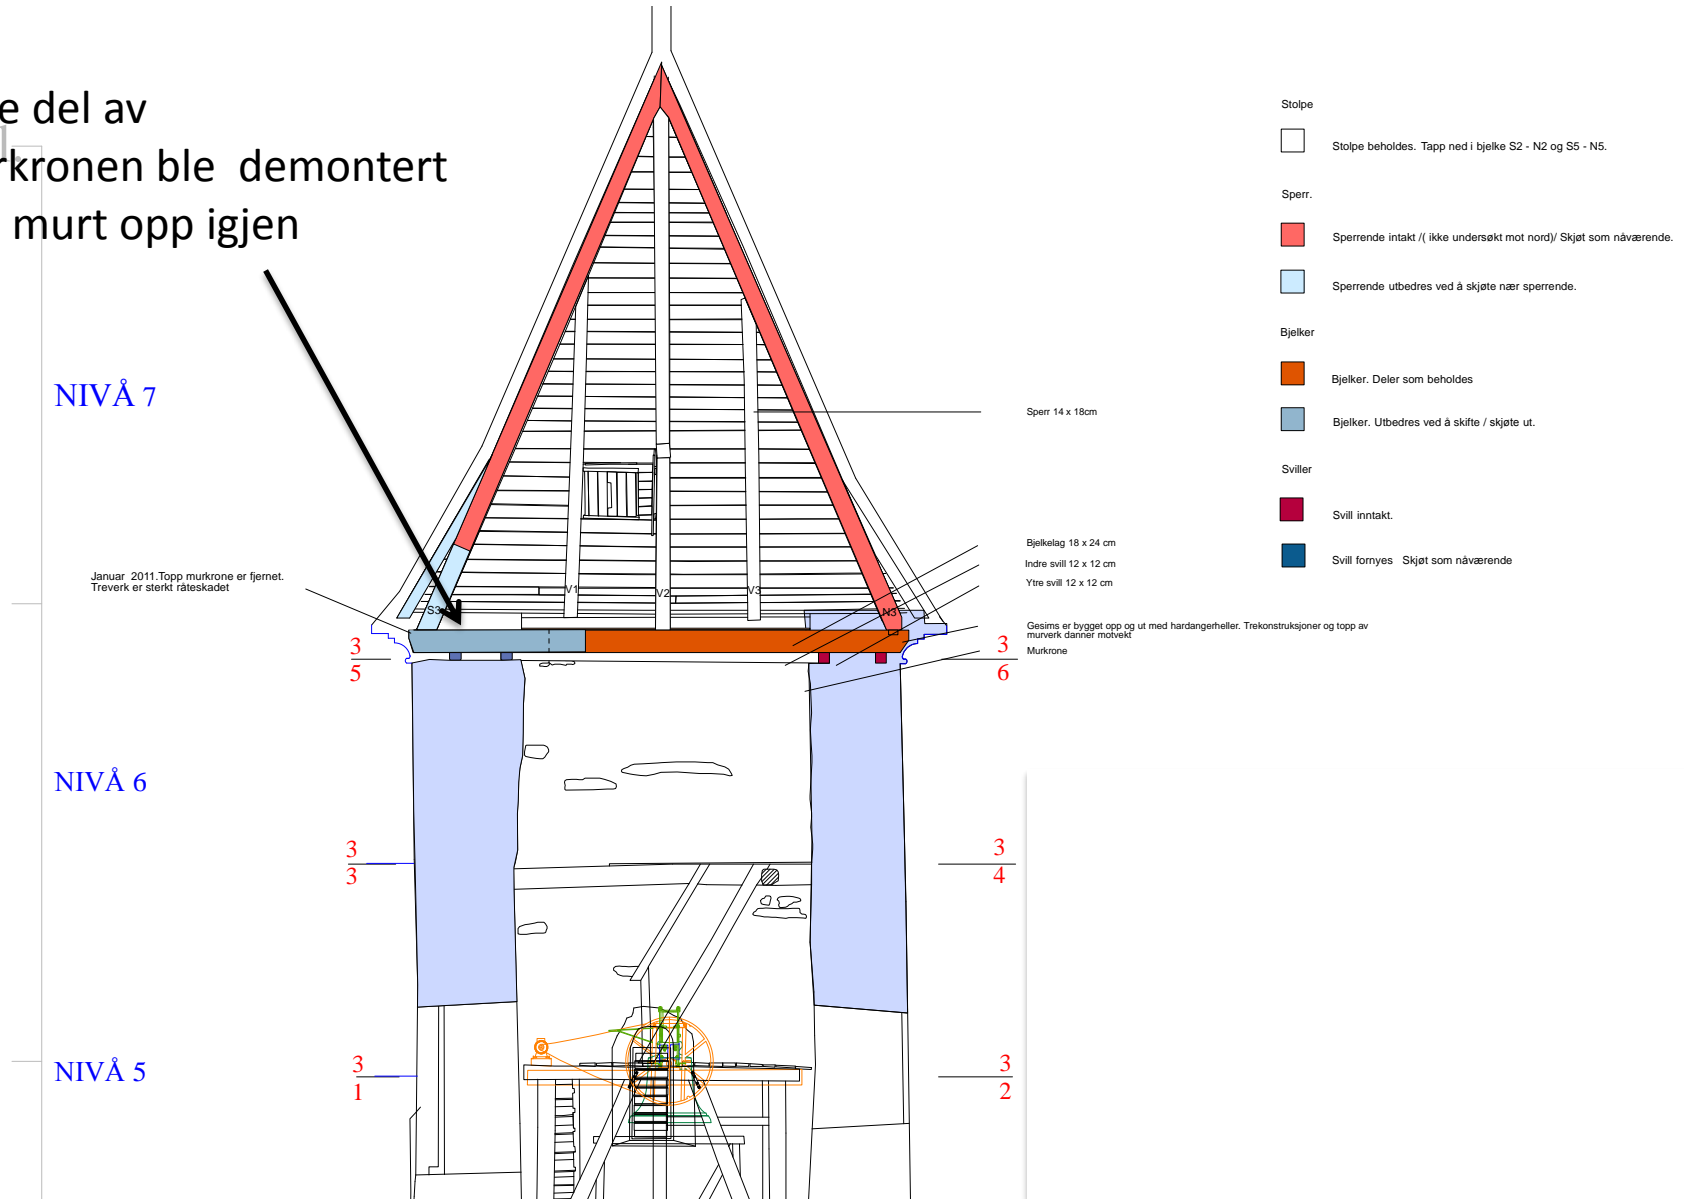 e del av
rkronen ble demontert
murt opp igjen
NIVÅ 7
NIVÅ 6
NIVÅ 5
Januar 2011.Topp murkrone er fjernet.
Treverk er sterkt råteskadet
S3
V1
V2
V3
N3
3
5
3
6
3
3
3
4
3
1
3
2
Sperr 14 x 18cm
Bjelkelag 18 x 24 cm
Indre svill 12 x 12 cm
Ytre svill 12 x 12 cm
Gesims er bygget opp og ut med hardangerheller. Trekonstruksjoner og topp av
murverk danner motvekt
Murkrone
Stolpe
Stolpe beholdes. Tapp ned i bjelke S2 - N2 og S5 - N5.
Sperr.
Sperrende intakt /( ikke undersøkt mot nord)/ Skjøt som nåværende.
Sperrende utbedres ved å skjøte nær sperrende.
Bjelker
Bjelker. Deler som beholdes
Bjelker. Utbedres ved å skifte / skjøte ut.
Sviller
Svill inntakt.
Svill fornyes Skjøt som nåværende